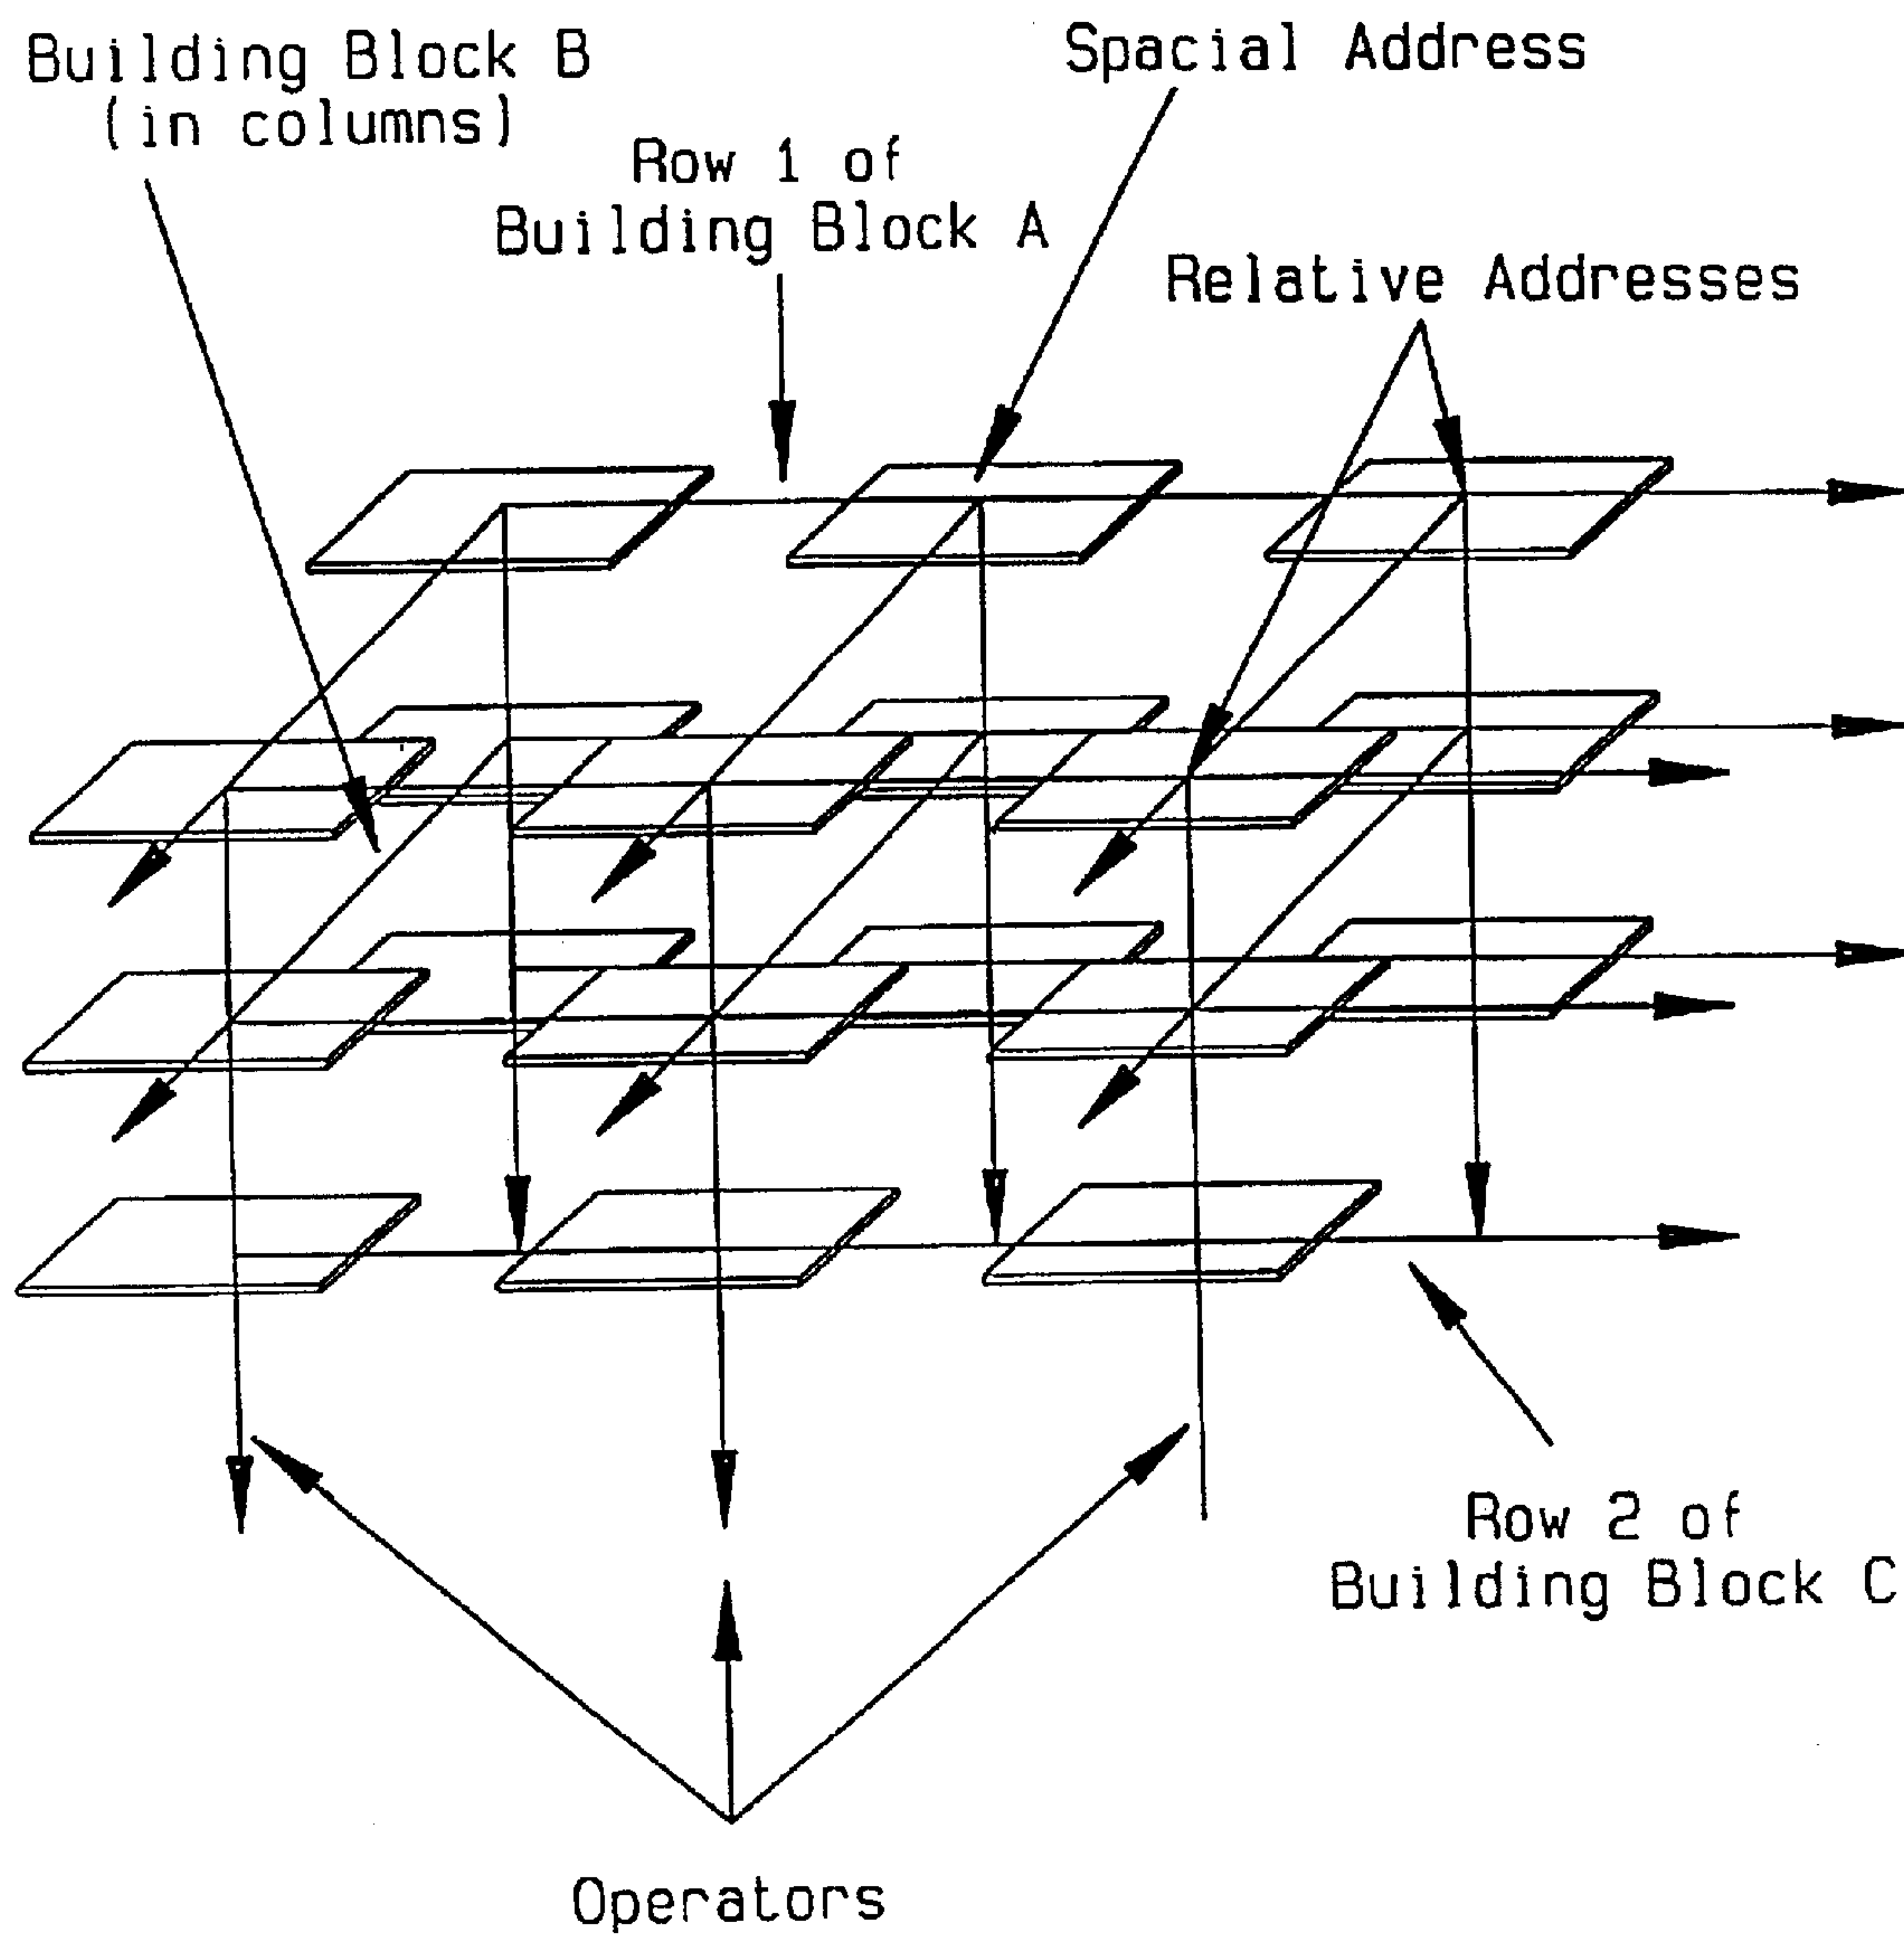 Building Block B
(in columns)
Spacial Address
Row 1 of
Building Block A
Relative Addresses
Row 2 of
Building Block C
Operators